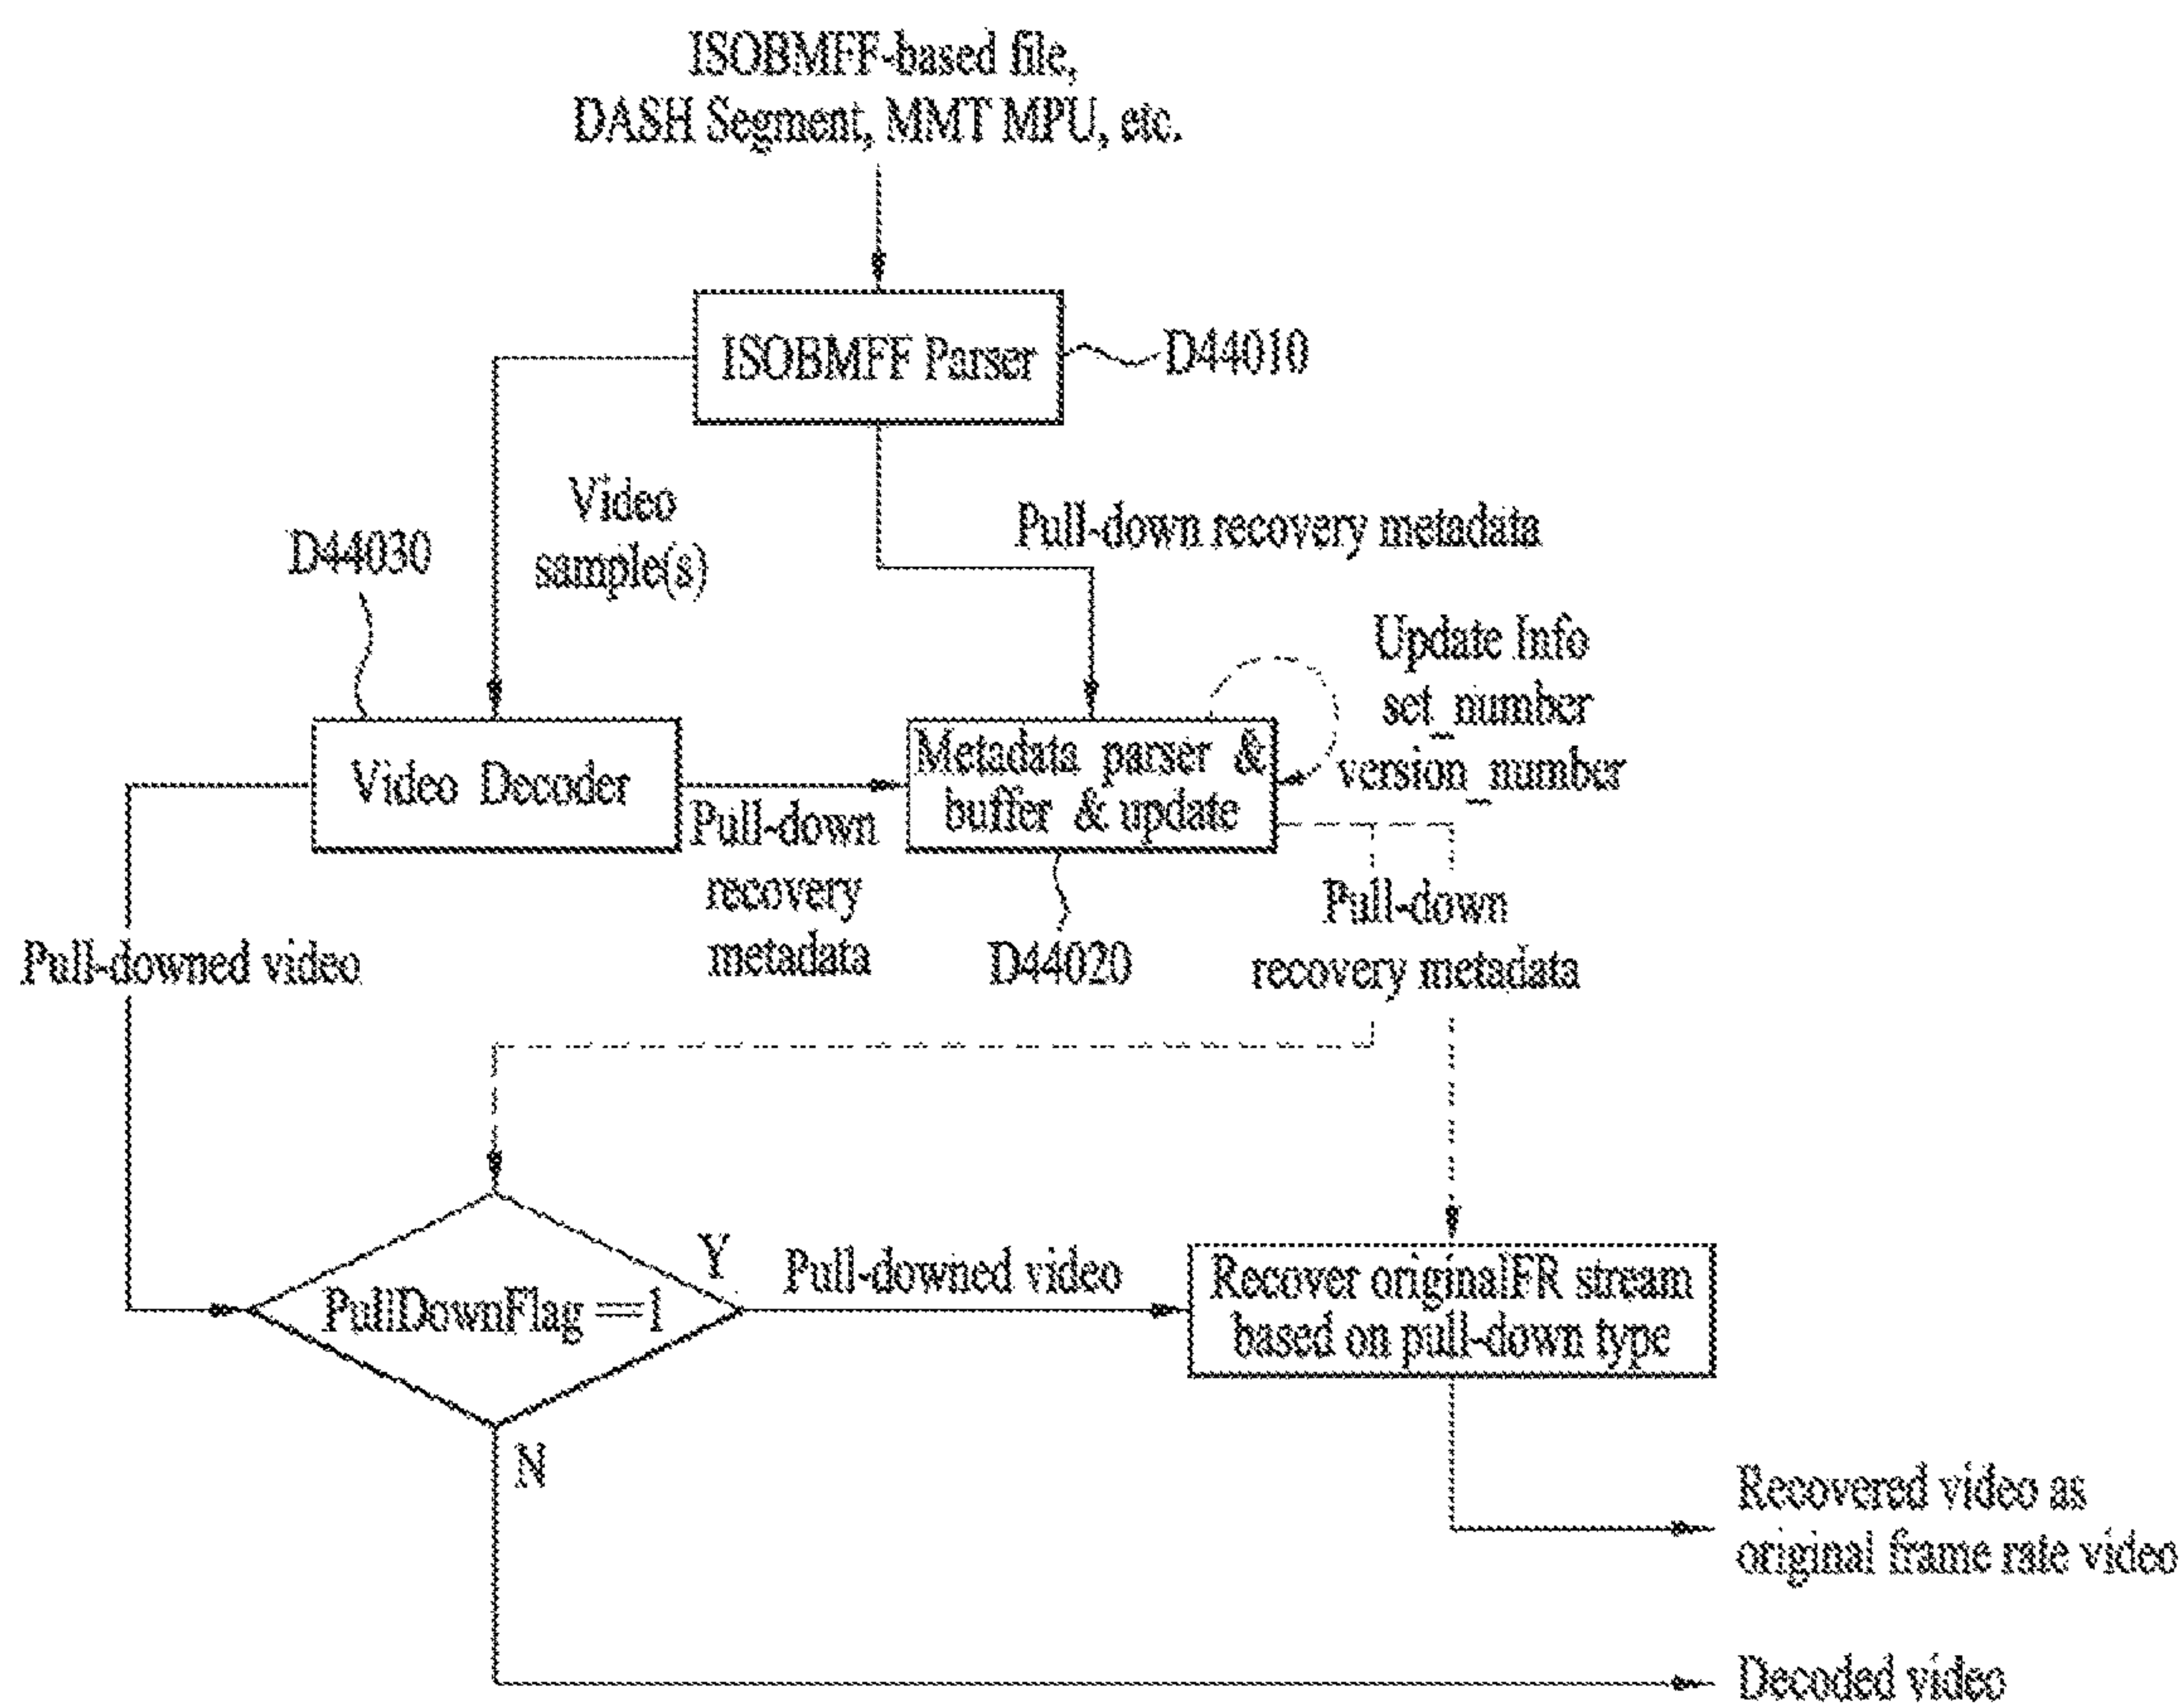 ISOBMFF-based file,
DASH Segment, MMT MPU, etc.
ISOBMFF Parser
D44010
Video
sample(s)
Pull-down recovery metadata
D44030
Update Info
set_number
version_number
Video Decoder
Metadata parser &
buffer & update
Pull-down
recovery
metadata
D44020
Pull-down
recovery metadata
Pull-downed video
PullDownFlag ==1
Y
Pull-downed video
Recover originalFR stream
based on pull-down type
N
Recovered video as
original frame rate video
Decoded video